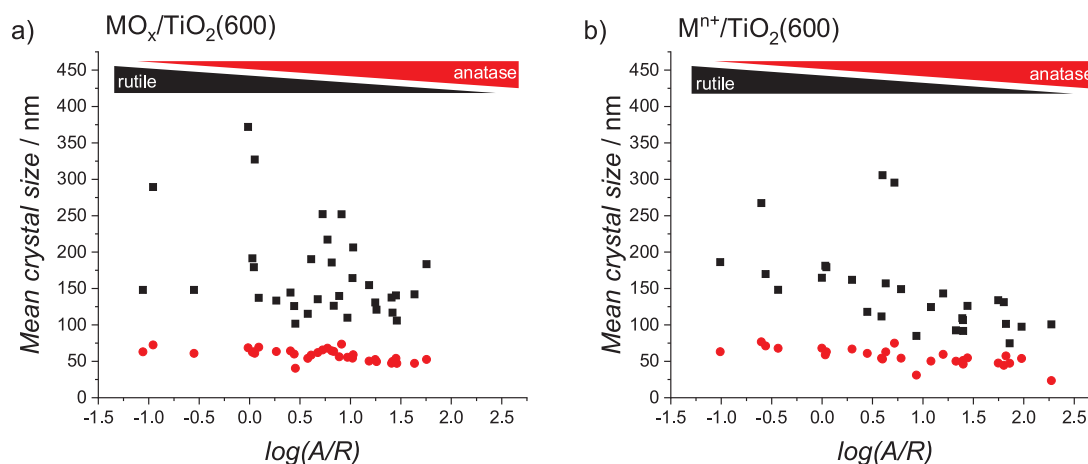 a) MOₓ/TiO₂(600)
450
400
350
300
250
200
150
100
50
0
Mean crystal size / nm
rutile
anatase
-1.5 -1.0 -0.5 0.0 0.5 1.0 1.5 2.0 2.5
log(A/R)
b) Mⁿ⁺/TiO₂(600)
450
400
350
300
250
200
150
100
50
0
Mean crystal size / nm
rutile
anatase
-1.5 -1.0 -0.5 0.0 0.5 1.0 1.5 2.0 2.5
log(A/R)